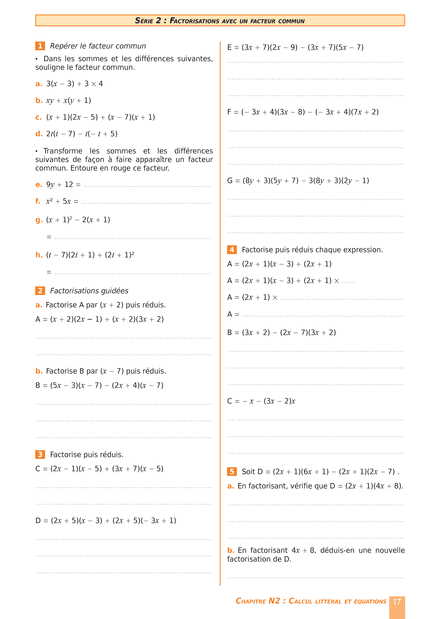 SÉRIE 2 : FACTORISATIONS AVEC UN FACTEUR COMMUN
1 Repérer le facteur commun
• Dans les sommes et les différences suivantes,
souligne le facteur commun.
a. 3(x − 3) + 3 × 4
b. xy + x(y + 1)
c. (x + 1)(2x − 5) + (x − 7)(x + 1)
d. 2t(t − 7) − t(− t + 5)
• Transforme les sommes et les différences
suivantes de façon à faire apparaître un facteur
commun. Entoure en rouge ce facteur.
e. 9y + 12 = ..............................
f. x² + 5x = ..............................
g. (x + 1)² − 2(x + 1)
= ..............................
h. (t − 7)(2t + 1) + (2t + 1)²
= ..............................
2 Factorisations guidées
a. Factorise A par (x + 2) puis réduis.
A = (x + 2)(2x − 1) + (x + 2)(3x + 2)
b. Factorise B par (x − 7) puis réduis.
B = (5x − 3)(x − 7) − (2x + 4)(x − 7)
3 Factorise puis réduis.
C = (2x − 1)(x − 5) + (3x + 7)(x − 5)
D = (2x + 5)(x − 3) + (2x + 5)(− 3x + 1)
E = (3x + 7)(2x − 9) − (3x + 7)(5x − 7)
F = (− 3x + 4)(3x − 8) − (− 3x + 4)(7x + 2)
G = (8y + 3)(5y + 7) − 3(8y + 3)(2y − 1)
4 Factorise puis réduis chaque expression.
A = (2x + 1)(x − 3) + (2x + 1)
A = (2x + 1)(x − 3) + (2x + 1) × ......
A = (2x + 1) × ..............................
A = ..............................
B = (3x + 2) − (2x − 7)(3x + 2)
C = − x − (3x − 2)x
5 Soit D = (2x + 1)(6x + 1) − (2x + 1)(2x − 7) .
a. En factorisant, vérifie que D = (2x + 1)(4x + 8).
b. En factorisant 4x + 8, déduis-en une nouvelle
factorisation de D.
CHAPITRE N2 : CALCUL LITTÉRAL ET ÉQUATIONS 17